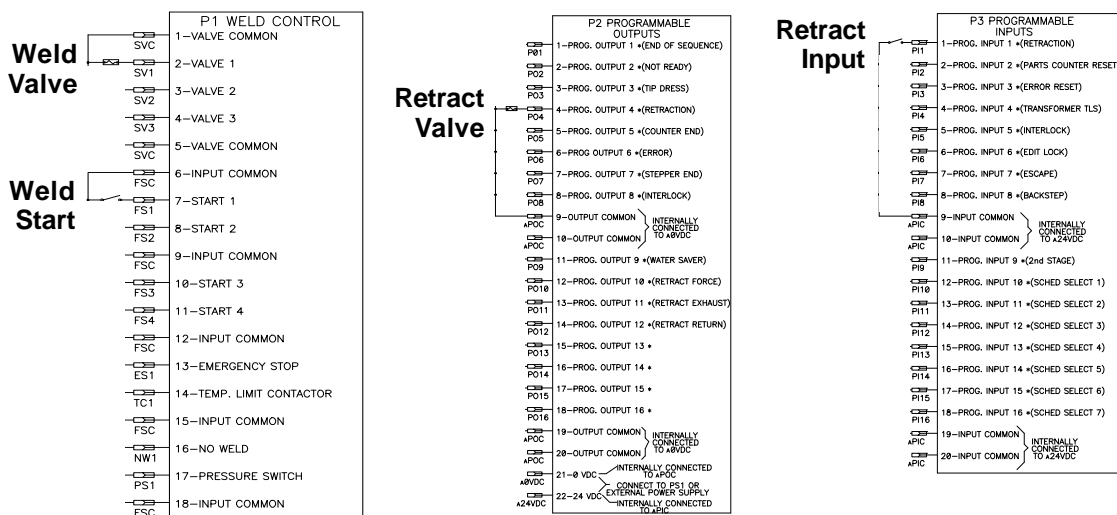 Weld
Valve
Weld
Start
P1 WELD CONTROL
SVC 1-VALVE COMMON
SV1 2-VALVE 1
SV2 3-VALVE 2
SV3 4-VALVE 3
SVC 5-VALVE COMMON
FSC 6-INPUT COMMON
FS1 7-START 1
FS2 8-START 2
FSC 9-INPUT COMMON
FS3 10-START 3
FS4 11-START 4
FSC 12-INPUT COMMON
ES1 13-EMERGENCY STOP
TC1 14-TEMP. LIMIT CONTACTOR
FSC 15-INPUT COMMON
NW1 16-NO WELD
PS1 17-PRESSURE SWITCH
FSC 18-INPUT COMMON
Retract
Valve
P2 PROGRAMMABLE
OUTPUTS
PØ1 1-PROG. OUTPUT 1 *(END OF SEQUENCE)
PO2 2-PROG. OUTPUT 2 *(NOT READY)
PO3 3-PROG. OUTPUT 3 *(TIP DRESS)
PO4 4-PROG. OUTPUT 4 *(RETRACTION)
PO5 5-PROG. OUTPUT 5 *(COUNTER END)
PO6 6-PROG OUTPUT 6 *(ERROR)
PO7 7-PROG. OUTPUT 7 *(STEPPER END)
PO8 8-PROG. OUTPUT 8 *(INTERLOCK)
APOC 9-OUTPUT COMMON
APOC 10-OUTPUT COMMON
INTERNALLY
CONNECTED
TO A0VDC
PO9 11-PROG. OUTPUT 9 *(WATER SAVER)
PO10 12-PROG. OUTPUT 10 *(RETRACT FORCE)
PO11 13-PROG. OUTPUT 11 *(RETRACT EXHAUST)
PO12 14-PROG. OUTPUT 12 *(RETRACT RETURN)
PO13 15-PROG. OUTPUT 13 *
PO14 16-PROG. OUTPUT 14 *
PO15 17-PROG. OUTPUT 15 *
PO16 18-PROG. OUTPUT 16 *
APOC 19-OUTPUT COMMON
APOC 20-OUTPUT COMMON
INTERNALLY
CONNECTED
TO A0VDC
A0VDC 21-0 VDC
INTERNALLY CONNECTED
TO APOC
CONNECT TO PS1 OR
EXTERNAL POWER SUPPLY
A24VDC 22-24 VDC
INTERNALLY CONNECTED
TO APIC
Retract
Input
P3 PROGRAMMABLE
INPUTS
PI1 1-PROG. INPUT 1 *(RETRACTION)
PI2 2-PROG. INPUT 2 *(PARTS COUNTER RESET
PI3 3-PROG. INPUT 3 *(ERROR RESET)
PI4 4-PROG. INPUT 4 *(TRANSFORMER TLS)
PI5 5-PROG. INPUT 5 *(INTERLOCK)
PI6 6-PROG. INPUT 6 *(EDIT LOCK)
PI7 7-PROG. INPUT 7 *(ESCAPE)
PI8 8-PROG. INPUT 8 *(BACKSTEP)
APIC 9-INPUT COMMON
APIC 10-INPUT COMMON
INTERNALLY
CONNECTED
TO A24VDC
PI9 11-PROG. INPUT 9 *(2nd STAGE)
PI10 12-PROG. INPUT 10 *(SCHED SELECT 1)
PI11 13-PROG. INPUT 11 *(SCHED SELECT 2)
PI12 14-PROG. INPUT 12 *(SCHED SELECT 3)
PI13 15-PROG. INPUT 13 *(SCHED SELECT 4)
PI14 16-PROG. INPUT 14 *(SCHED SELECT 5)
PI15 17-PROG. INPUT 15 *(SCHED SELECT 6)
PI16 18-PROG. INPUT 16 *(SCHED SELECT 7)
APIC 19-INPUT COMMON
APIC 20-INPUT COMMON
INTERNALLY
CONNECTED
TO A24VDC